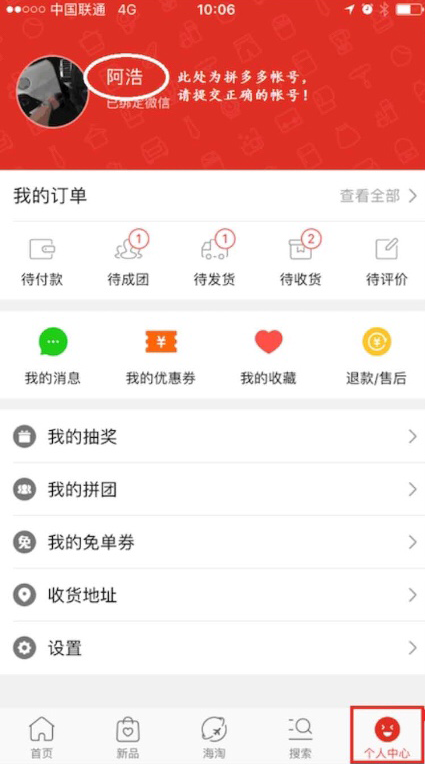 中国联通 4G 10:06
阿浩
已绑定微信
此处为拼多多帐号，
请提交正确的帐号！
我的订单 查看全部
1 1 2
待付款 待成团 待发货 待收货 待评价
我的消息 我的优惠券 我的收藏 退款/售后
我的抽奖
我的拼团
免 我的免单券
收货地址
设置
首页 新品 海淘 搜索 个人中心